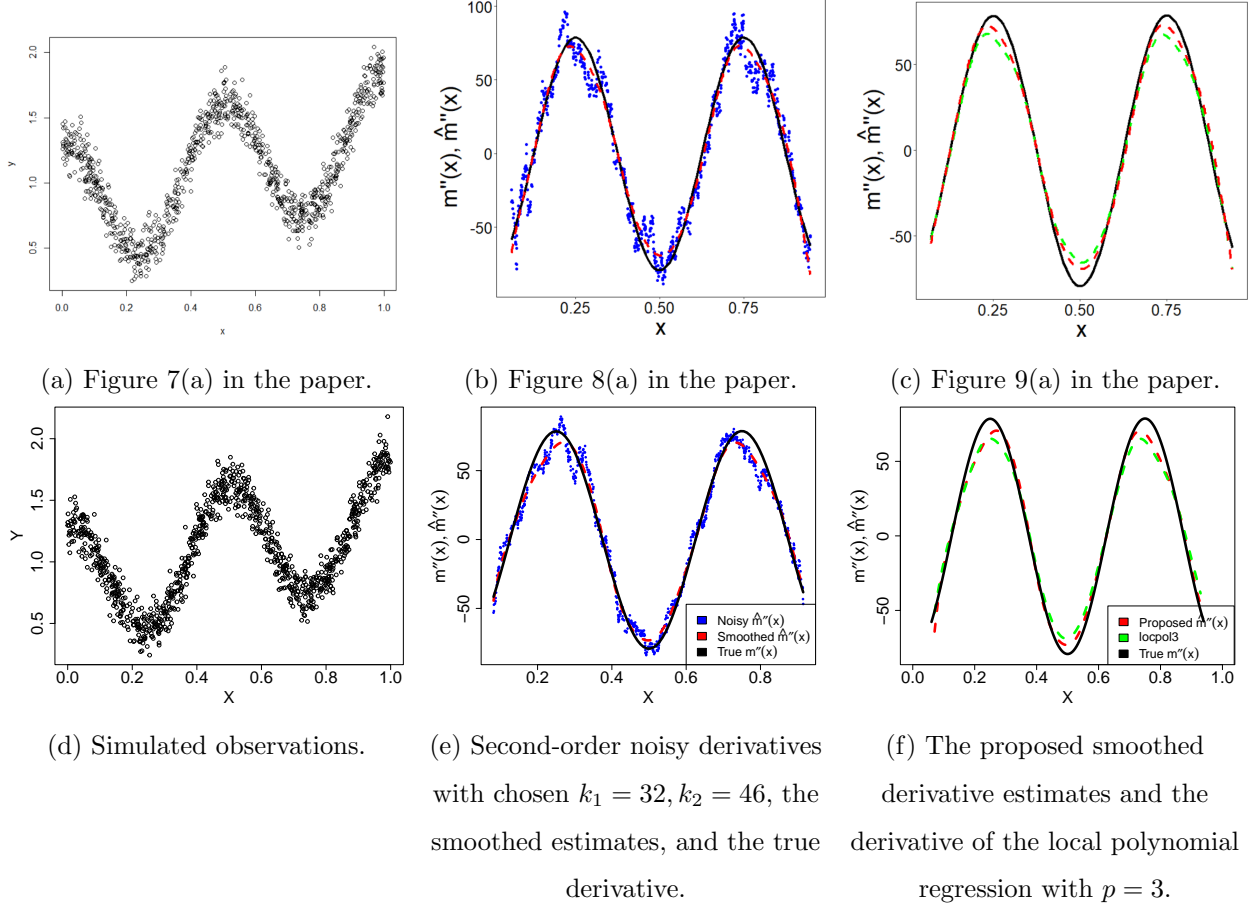 2.0
1.5
1.0
0.5
y
0.0 0.2 0.4 0.6 0.8 1.0
x
100
50
0
-50
m''(x), m̂''(x)
0.25 0.50 0.75
X
50
0
-50
m''(x), m̂''(x)
0.25 0.50 0.75
X
(a) Figure 7(a) in the paper.
(b) Figure 8(a) in the paper.
(c) Figure 9(a) in the paper.
2.0
1.5
1.0
0.5
Y
0.0 0.2 0.4 0.6 0.8 1.0
X
50
0
−50
m″(x), m̂″(x)
Noisy m̂″(x)
Smoothed m̂″(x)
True m″(x)
0.2 0.4 0.6 0.8
X
50
0
−50
m″(x), m̂″(x)
Proposed m̂″(x)
locpol3
True m″(x)
0.0 0.2 0.4 0.6 0.8 1.0
X
(d) Simulated observations.
(e) Second-order noisy derivatives
with chosen k₁ = 32, k₂ = 46, the
smoothed estimates, and the true
derivative.
(f) The proposed smoothed
derivative estimates and the
derivative of the local polynomial
regression with p = 3.